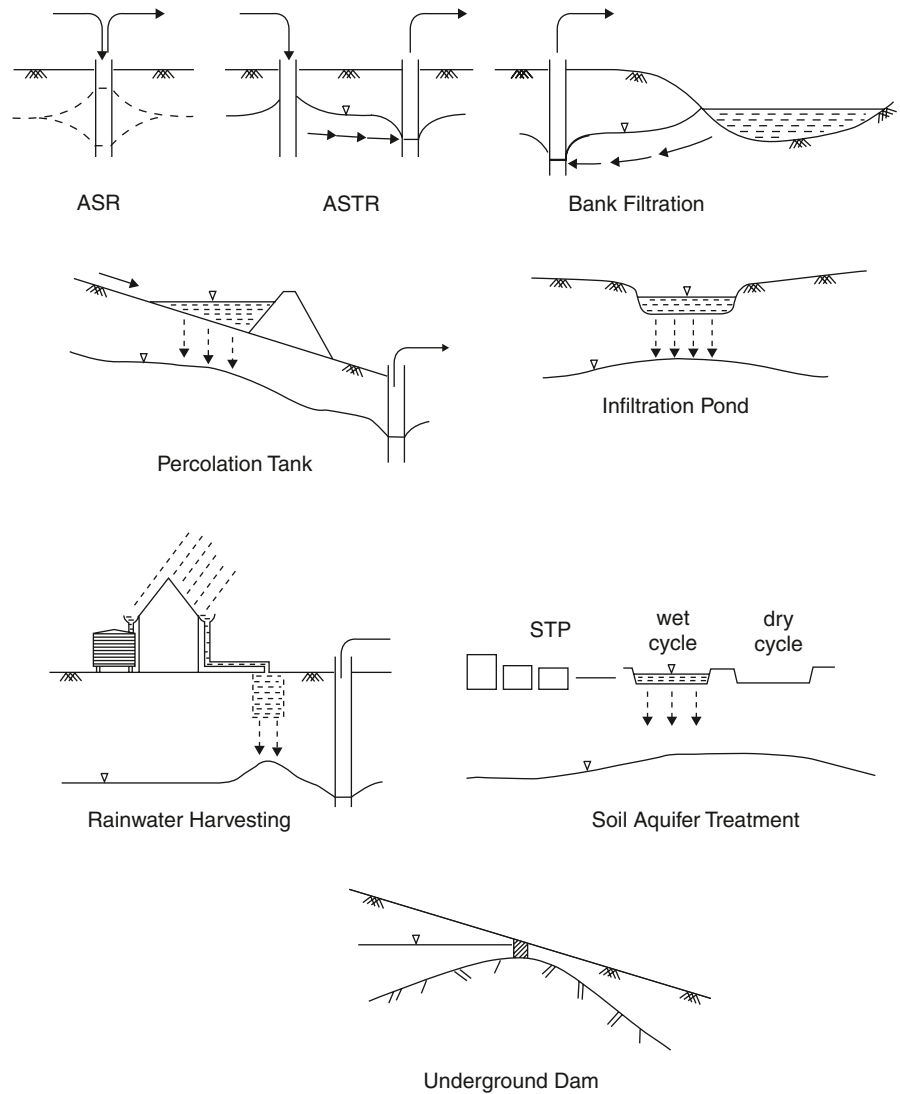 ASR
ASTR
Bank Filtration
Percolation Tank
Infiltration Pond
Rainwater Harvesting
STP
wet
cycle
dry
cycle
Soil Aquifer Treatment
Underground Dam